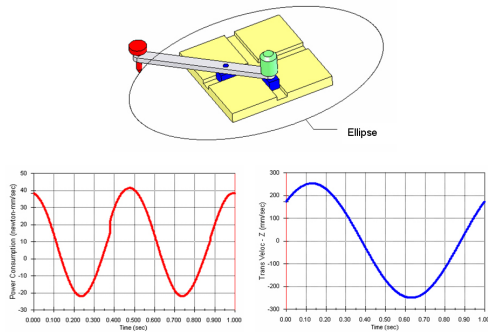 Ellipse
Power Consumption (newton-mm/sec)
50
40
30
20
10
0
-10
-20
-30
0.000 0.100 0.200 0.300 0.400 0.500 0.600 0.700 0.800 0.900 1.000
Time (sec)
Trans Veloc - Z (mm/sec)
300
200
100
0
-100
-200
-300
0.00 0.10 0.20 0.30 0.40 0.50 0.60 0.70 0.80 0.90 1.00
Time (sec)